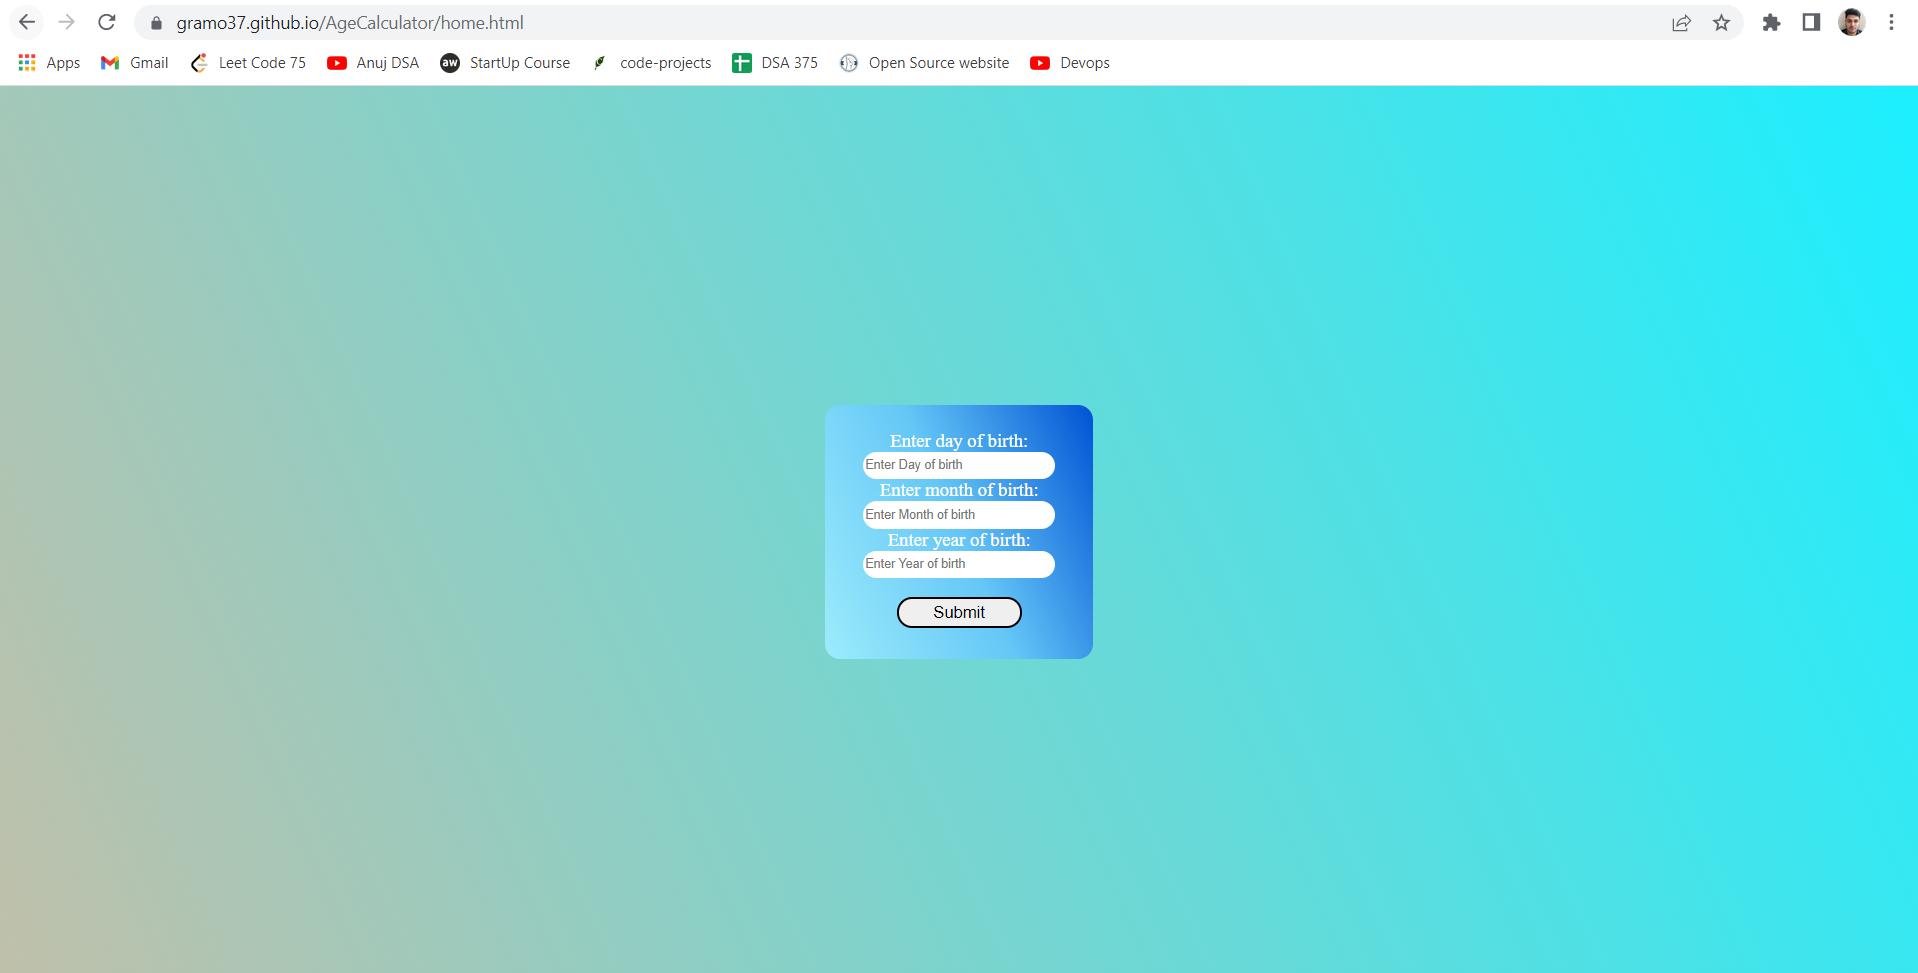 gramo37.github.io/AgeCalculator/home.html
Apps Gmail Leet Code 75 Anuj DSA aw StartUp Course code-projects DSA 375 Open Source website Devops
Enter day of birth:
Enter Day of birth
Enter month of birth:
Enter Month of birth
Enter year of birth:
Enter Year of birth
Submit